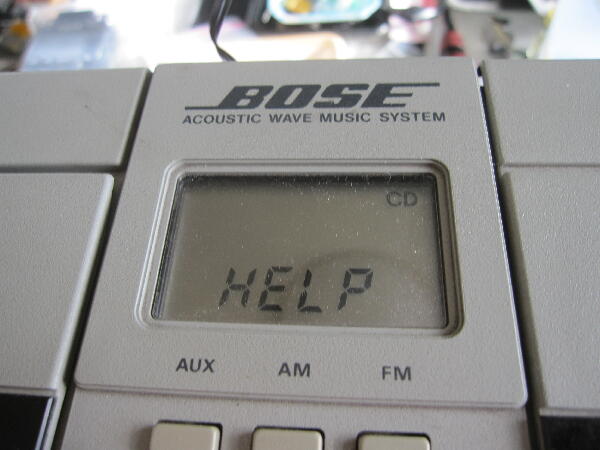 BOSE
ACOUSTIC WAVE MUSIC SYSTEM
CD
HELP
AUX AM FM